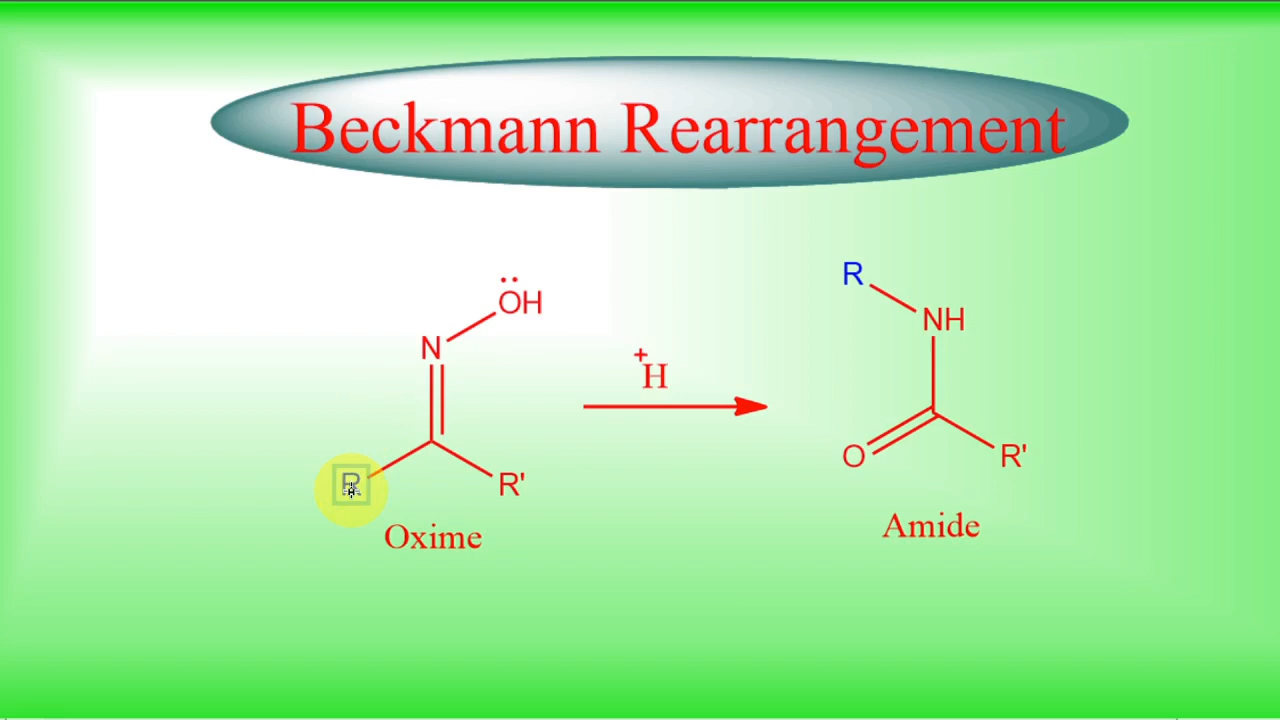 Beckmann Rearrangement
OH
N
R
R'
Oxime
+
H
R
NH
O
R'
Amide